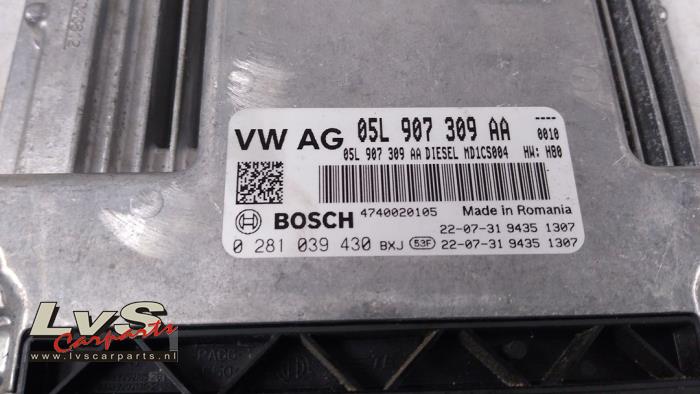 ----
VW AG 05L 907 309 AA 0010
05L 907 309 AA DIESEL MD1CS004 HW: H80
BOSCH 4740020105 Made in Romania
22-07-31 9435 1307
0 281 039 430 BXJ 53F 22-07-31 9435 1307
LvS
Carparts
www.lvscarparts.nl